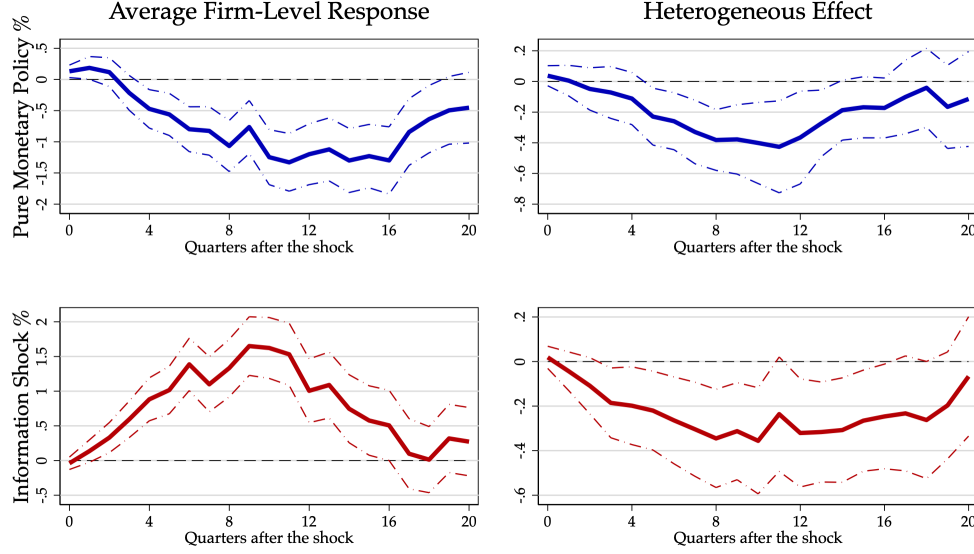 Average Firm-Level Response
Heterogeneous Effect
Pure Monetary Policy %
.5
0
-.5
-1
-1.5
-2
0 4 8 12 16 20
Quarters after the shock
.2
0
-.2
-.4
-.6
-.8
0 4 8 12 16 20
Quarters after the shock
Information Shock %
2
1.5
1
.5
0
-.5
0 4 8 12 16 20
Quarters after the shock
.2
0
-.2
-.4
-.6
0 4 8 12 16 20
Quarters after the shock